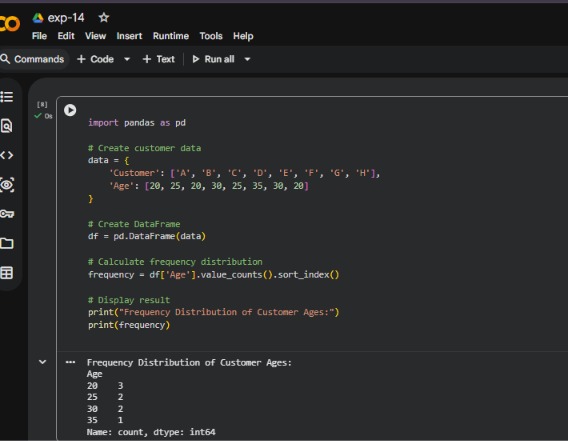 CO exp-14 ☆
File Edit View Insert Runtime Tools Help
Commands + Code + Text Run all
[8]
0s
import pandas as pd
# Create customer data
data = {
    'Customer': ['A', 'B', 'C', 'D', 'E', 'F', 'G', 'H'],
    'Age': [20, 25, 20, 30, 25, 35, 30, 20]
}
# Create DataFrame
df = pd.DataFrame(data)
# Calculate frequency distribution
frequency = df['Age'].value_counts().sort_index()
# Display result
print("Frequency Distribution of Customer Ages:")
print(frequency)
Frequency Distribution of Customer Ages:
Age
20    3
25    2
30    2
35    1
Name: count, dtype: int64